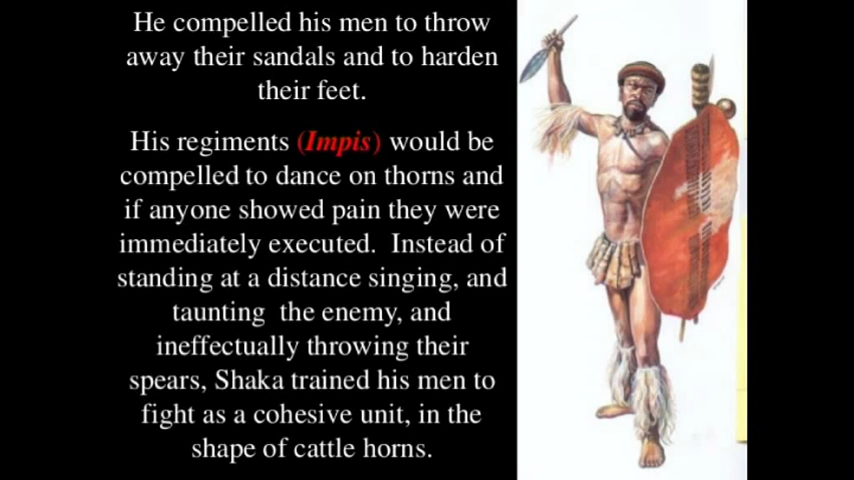 He compelled his men to throw
away their sandals and to harden
their feet.
His regiments (Impis) would be
compelled to dance on thorns and
if anyone showed pain they were
immediately executed.  Instead of
standing at a distance singing, and
taunting  the enemy, and
ineffectually throwing their
spears, Shaka trained his men to
fight as a cohesive unit, in the
shape of cattle horns.